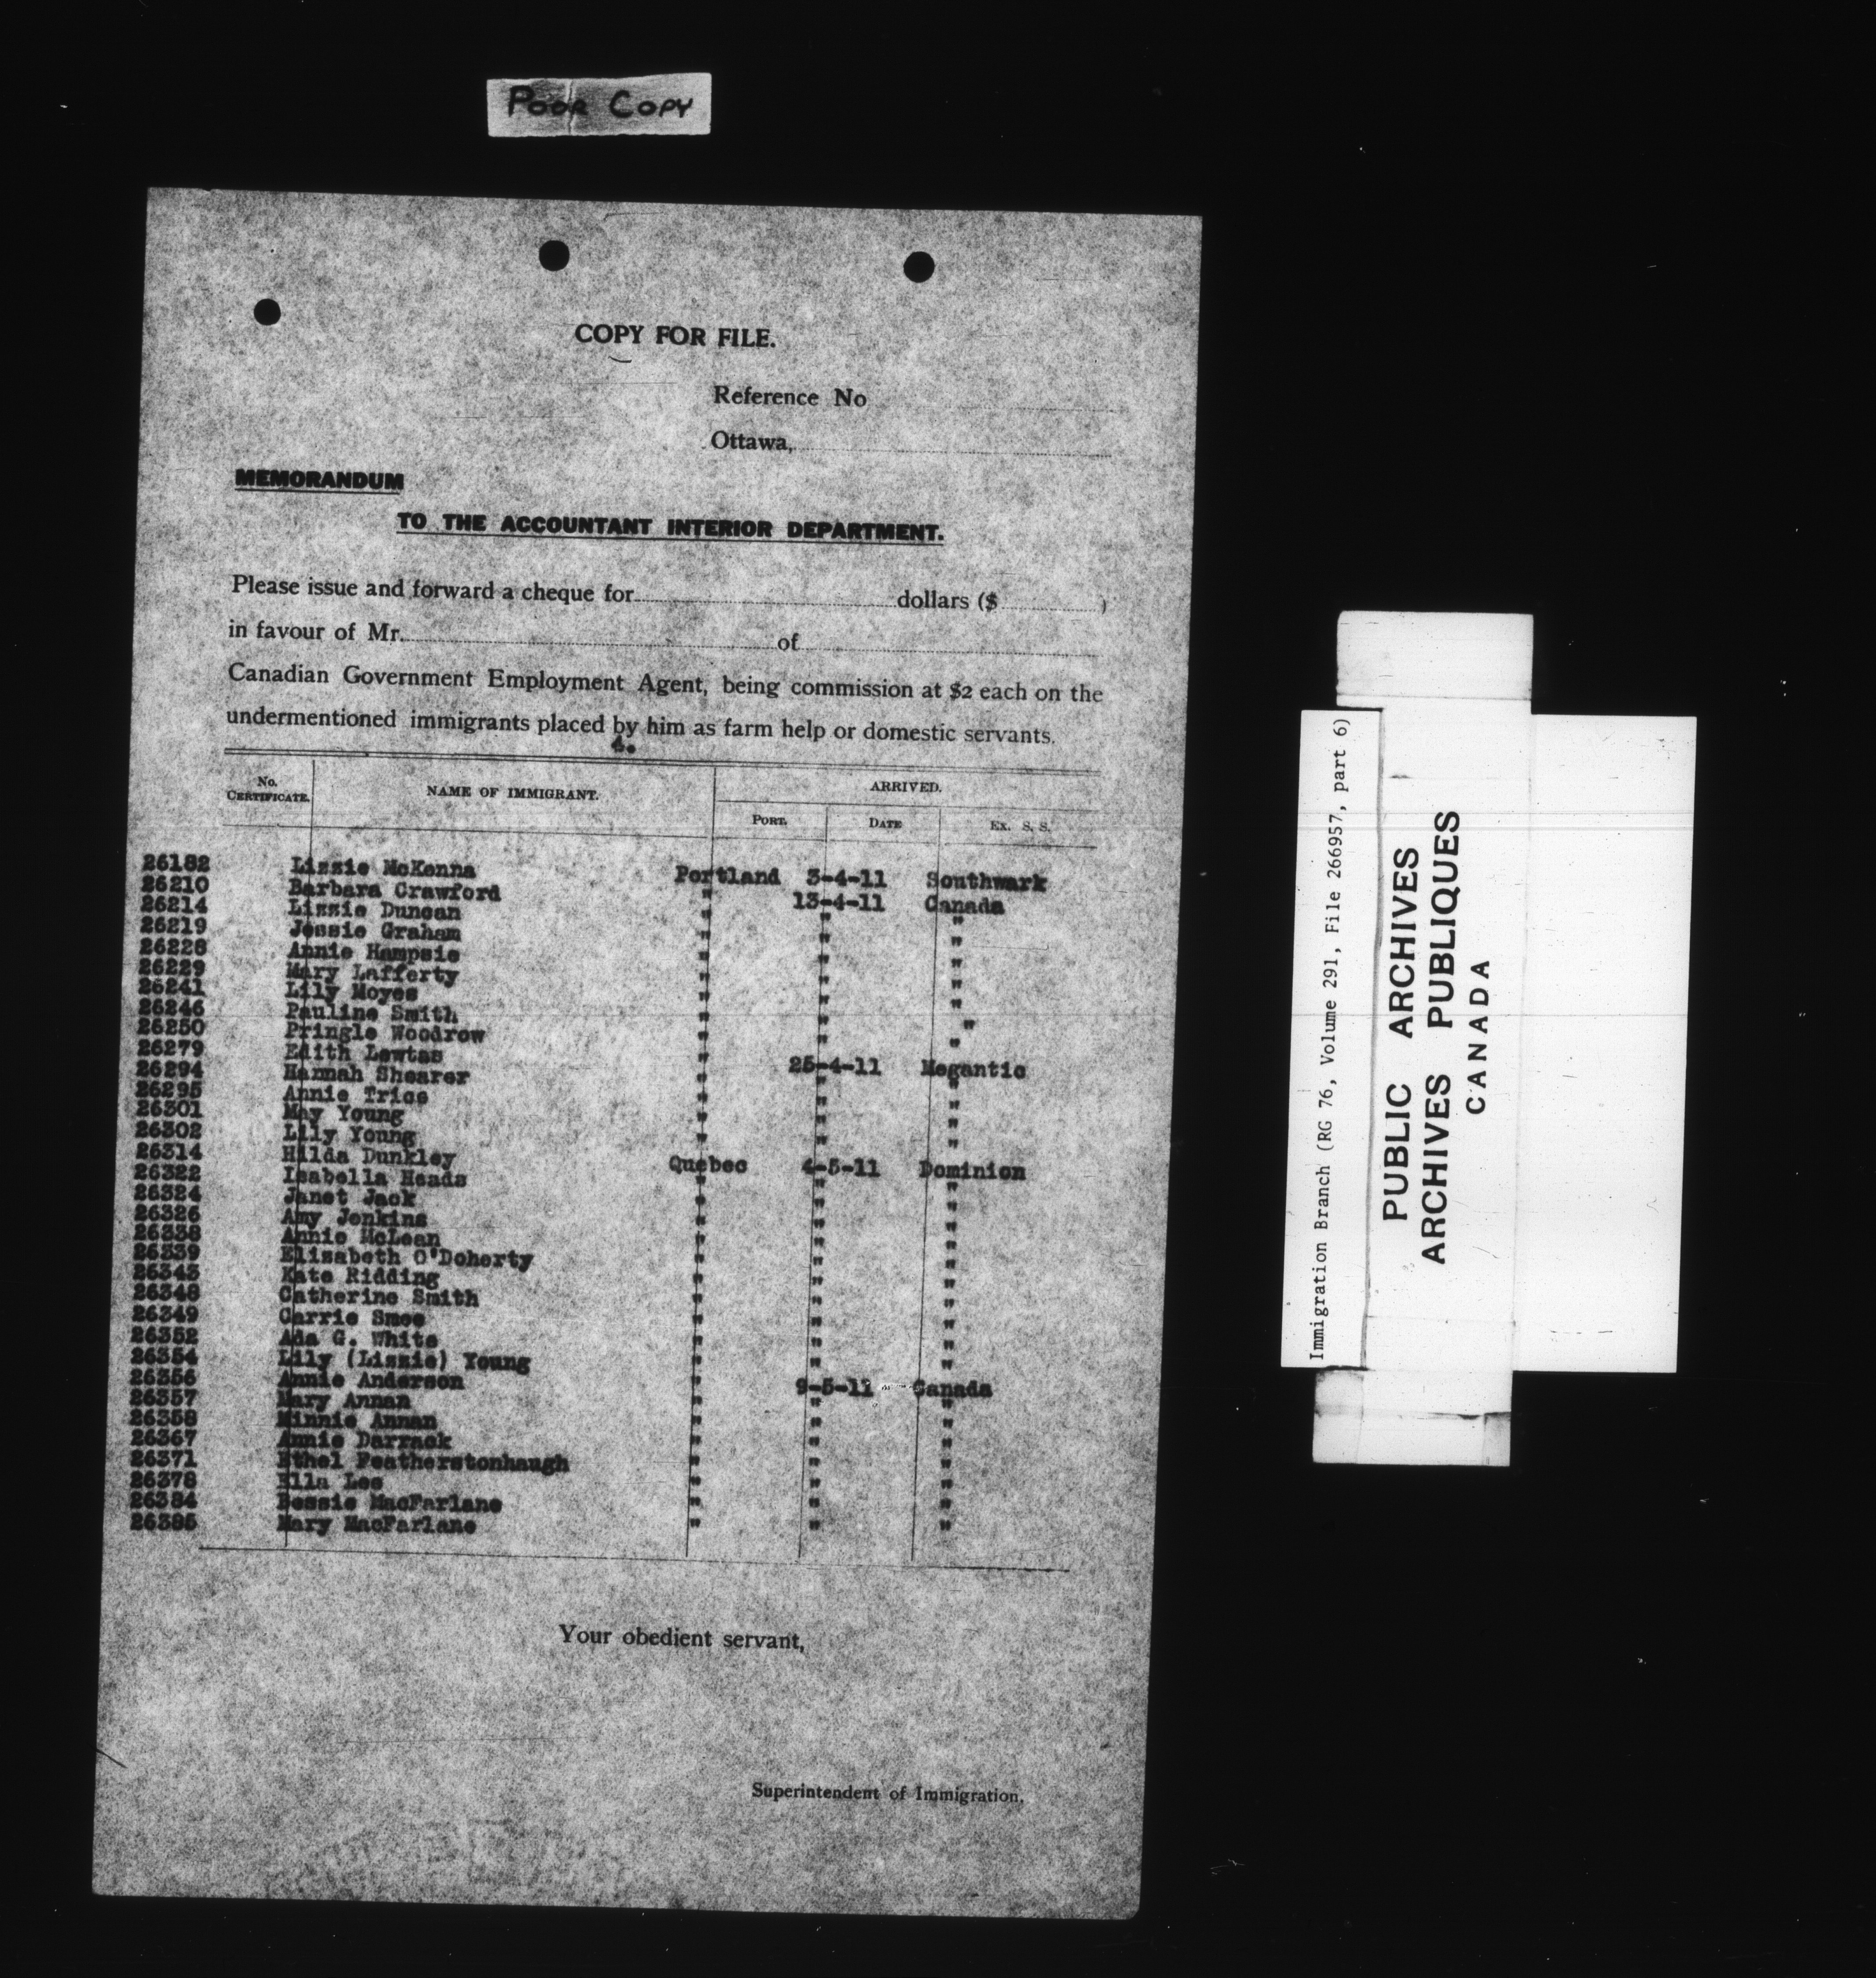 POOR COPY
COPY FOR FILE.
Reference No
Ottawa,
MEMORANDUM
TO THE ACCOUNTANT INTERIOR DEPARTMENT.
Please issue and forward a cheque for dollars ($ )
in favour of Mr. of
Canadian Government Employment Agent, being commission at $2 each on the
undermentioned immigrants placed by him as farm help or domestic servants.
4.
No. CERTIFICATE. NAME OF IMMIGRANT. ARRIVED.
PORT. DATE Ex. S. S.
26182 Lizzie McKenna Portland 3-4-11 Southwark
26210 Barbara Crawford " 13-4-11 Canada
26214 Lizzie Duncan " " "
26219 Jessie Graham " " "
26228 Annie Hampsie " " "
26229 Mary Lafferty " " "
26241 Lily Moyes " " "
26246 Pauline Smith " " "
26250 Pringle Woodrow " " "
26279 Edith Lewtas " 25-4-11 Megantic
26294 Hannah Shearer " " "
26295 Annie Trice " " "
26301 May Young " " "
26302 Lily Young " " "
26314 Hilda Dunkley Quebec 4-5-11 Dominion
26322 Isabella Heads " " "
26324 Janet Jack " " "
26326 Amy Jenkins " " "
26338 Annie McLean " " "
26339 Elizabeth O'Doherty " " "
26343 Kate Ridding " " "
26348 Catherine Smith " " "
26349 Carrie Smee " " "
26352 Ada G. White " " "
26354 Lily (Lizzie) Young " " "
26356 Annie Anderson " 9-5-11 Canada
26357 Mary Annan " " "
26358 Minnie Annan " " "
26367 Annie Darrack " " "
26371 Ethel Featherstonhaugh " " "
26378 Ella Lee " " "
26384 Bessie MacFarlane " " "
26385 Mary MacFarlane " " "
Your obedient servant,
Superintendent of Immigration.
Immigration Branch (RG 76, Volume 291, File 266957, part 6)
PUBLIC ARCHIVES
ARCHIVES PUBLIQUES
CANADA